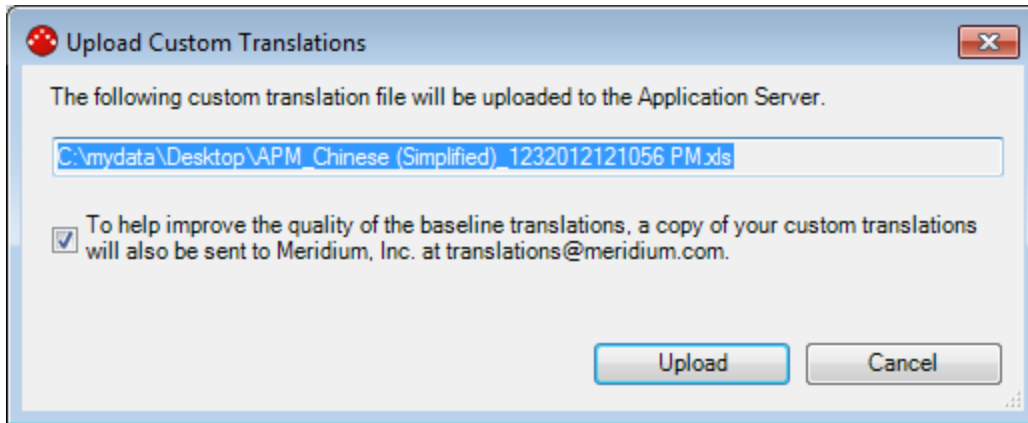 Upload Custom Translations
The following custom translation file will be uploaded to the Application Server.
C:\mydata\Desktop\APM_Chinese (Simplified)_1232012121056 PM.xls
To help improve the quality of the baseline translations, a copy of your custom translations
will also be sent to Meridium, Inc. at translations@meridium.com.
Upload Cancel